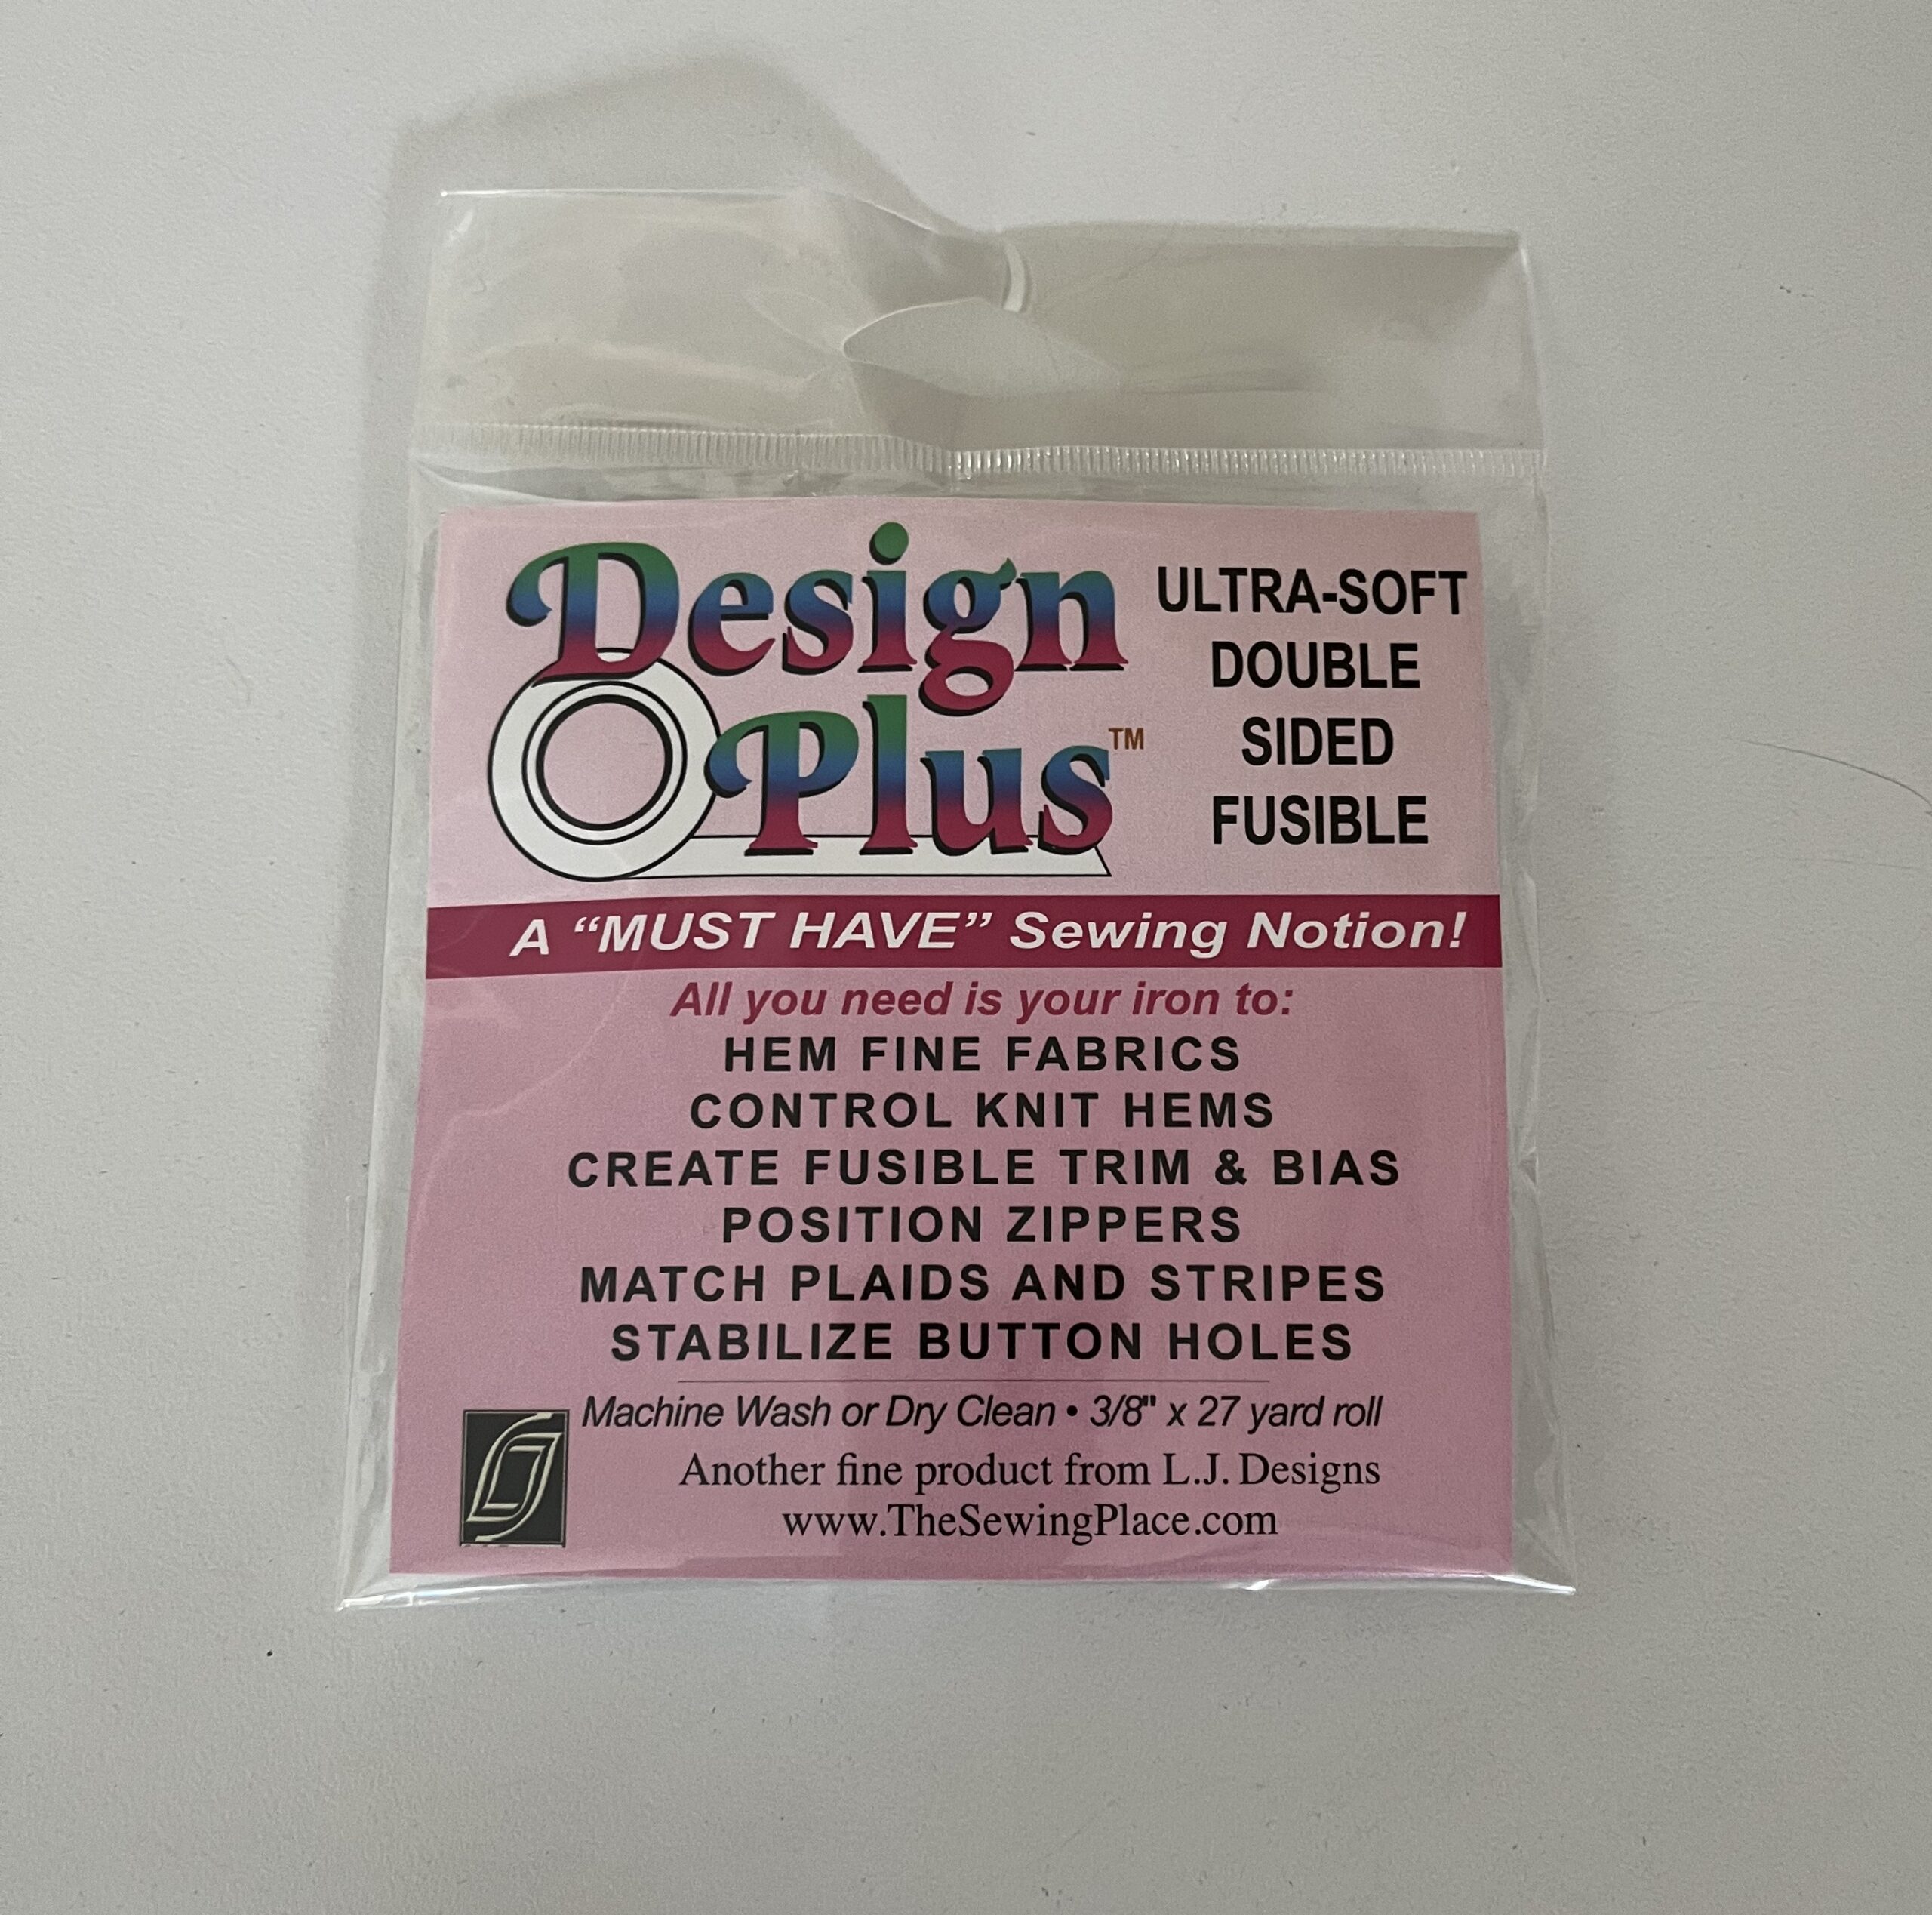 Design
Plus™
ULTRA-SOFT
DOUBLE
SIDED
FUSIBLE
A “MUST HAVE” Sewing Notion!
All you need is your iron to:
HEM FINE FABRICS
CONTROL KNIT HEMS
CREATE FUSIBLE TRIM & BIAS
POSITION ZIPPERS
MATCH PLAIDS AND STRIPES
STABILIZE BUTTON HOLES
Machine Wash or Dry Clean • 3/8" x 27 yard roll
Another fine product from L.J. Designs
www.TheSewingPlace.com